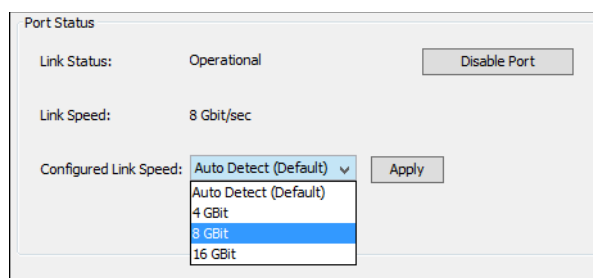 Port Status
Link Status: Operational Disable Port
Link Speed: 8 Gbit/sec
Configured Link Speed: Auto Detect (Default) Apply
Auto Detect (Default)
4 GBit
8 GBit
16 GBit